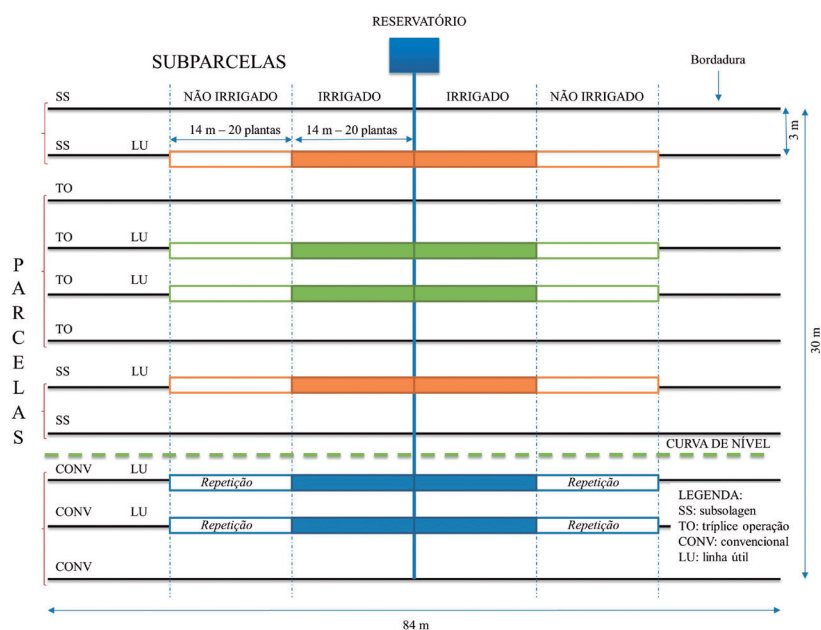 RESERVATÓRIO
SUBPARCELAS
Bordadura
SS
NÃO IRRIGADO
IRRIGADO
IRRIGADO
NÃO IRRIGADO
14 m – 20 plantas
14 m – 20 plantas
3 m
SS
LU
TO
TO
LU
TO
LU
TO
SS
LU
SS
PARCELAS
30 m
CURVA DE NÍVEL
CONV
LU
Repetição
Repetição
CONV
LU
Repetição
Repetição
CONV
LEGENDA:
SS: subsolagen
TO: tríplice operação
CONV: convencional
LU: linha útil
84 m